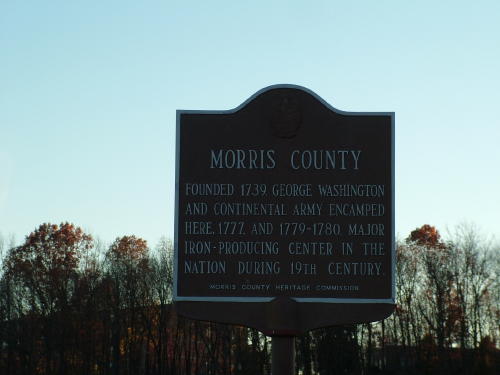 MORRIS COUNTY
FOUNDED 1739. GEORGE WASHINGTON
AND CONTINENTAL ARMY ENCAMPED
HERE, 1777, AND 1779-1780. MAJOR
IRON-PRODUCING CENTER IN THE
NATION DURING 19TH CENTURY.
MORRIS COUNTY HERITAGE COMMISSION